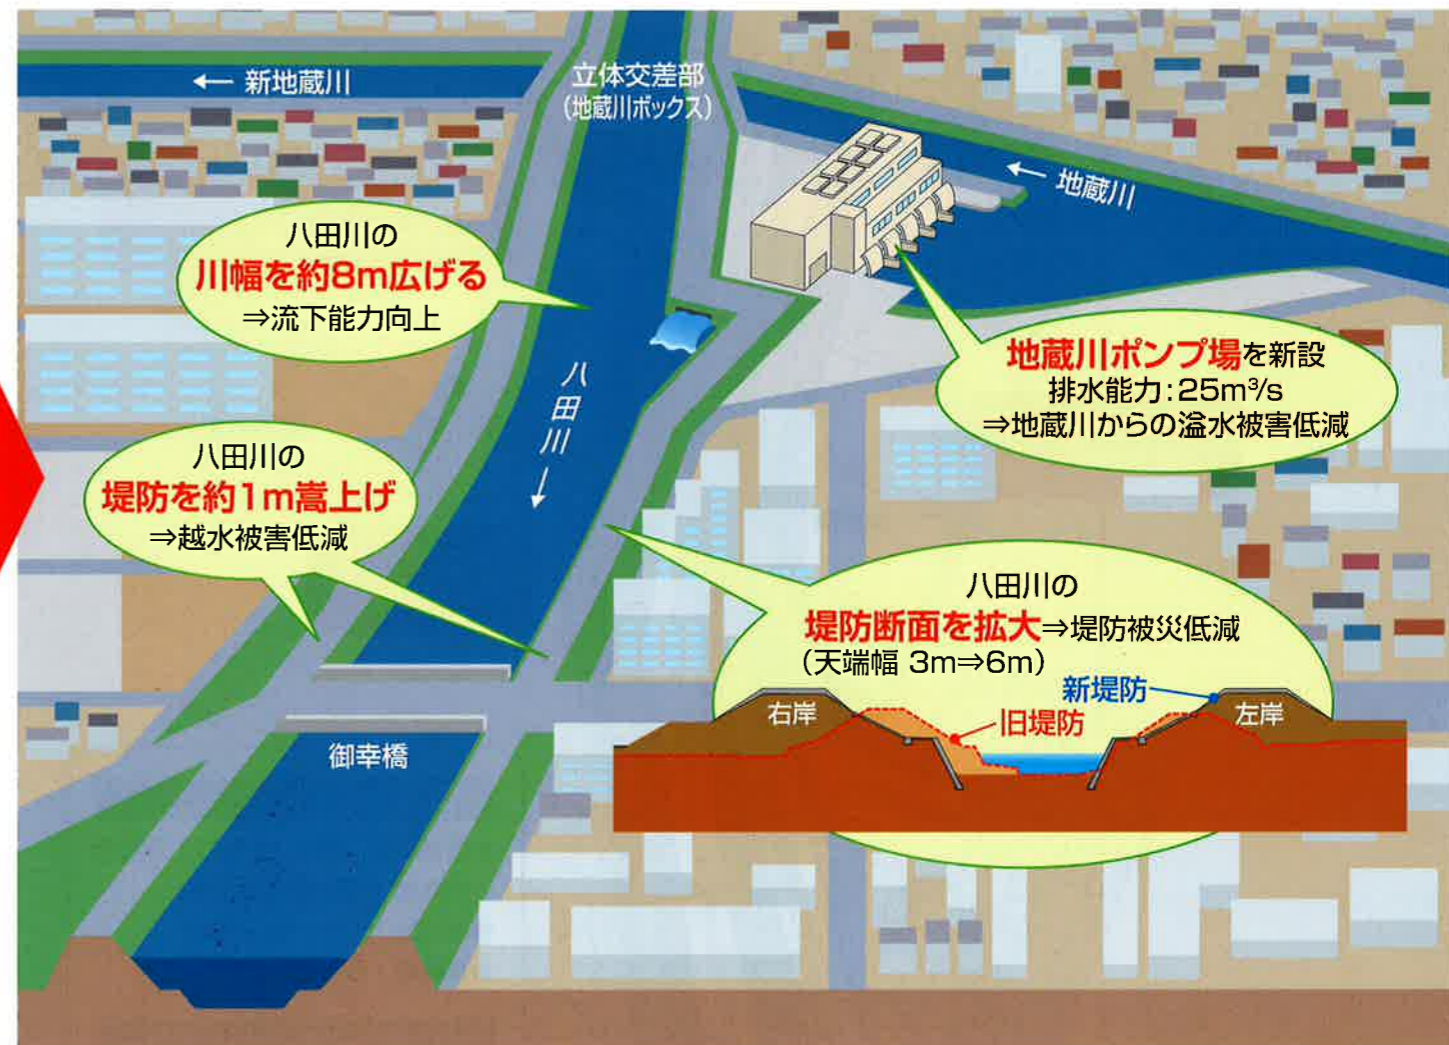 ← 新地蔵川
立体交差部
（地蔵川ボックス）
← 地蔵川
八田川の
川幅を約8m広げる
⇒流下能力向上
地蔵川ポンプ場を新設
排水能力：25m³/s
⇒地蔵川からの溢水被害低減
八田川
↓
八田川の
堤防を約1m嵩上げ
⇒越水被害低減
八田川の
堤防断面を拡大⇒堤防被災低減
（天端幅 3m⇒6m）
新堤防
右岸
旧堤防
左岸
御幸橋